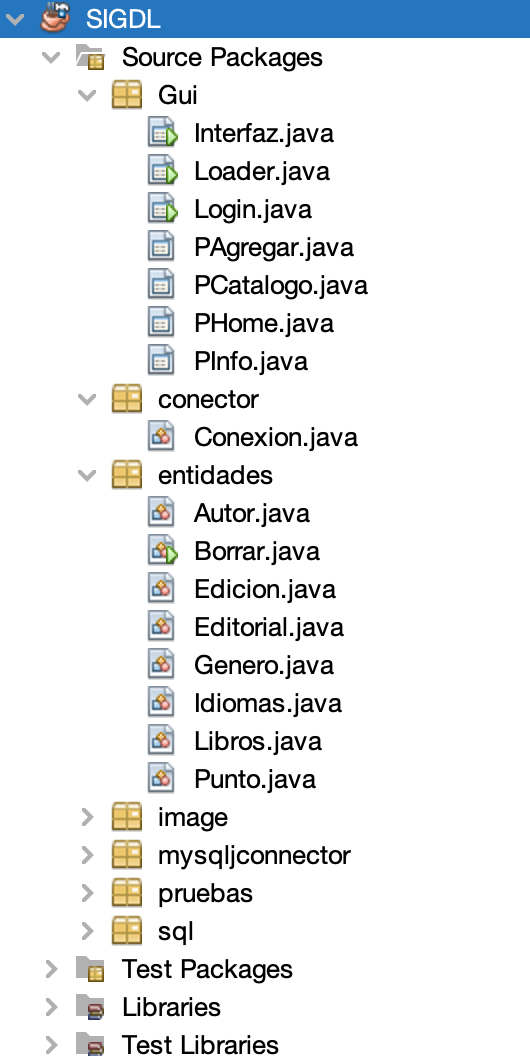 SIGDL
Source Packages
Gui
Interfaz.java
Loader.java
Login.java
PAgregar.java
PCatalogo.java
PHome.java
PInfo.java
conector
Conexion.java
entidades
Autor.java
Borrar.java
Edicion.java
Editorial.java
Genero.java
Idiomas.java
Libros.java
Punto.java
image
mysqljconnector
pruebas
sql
Test Packages
Libraries
Test Libraries